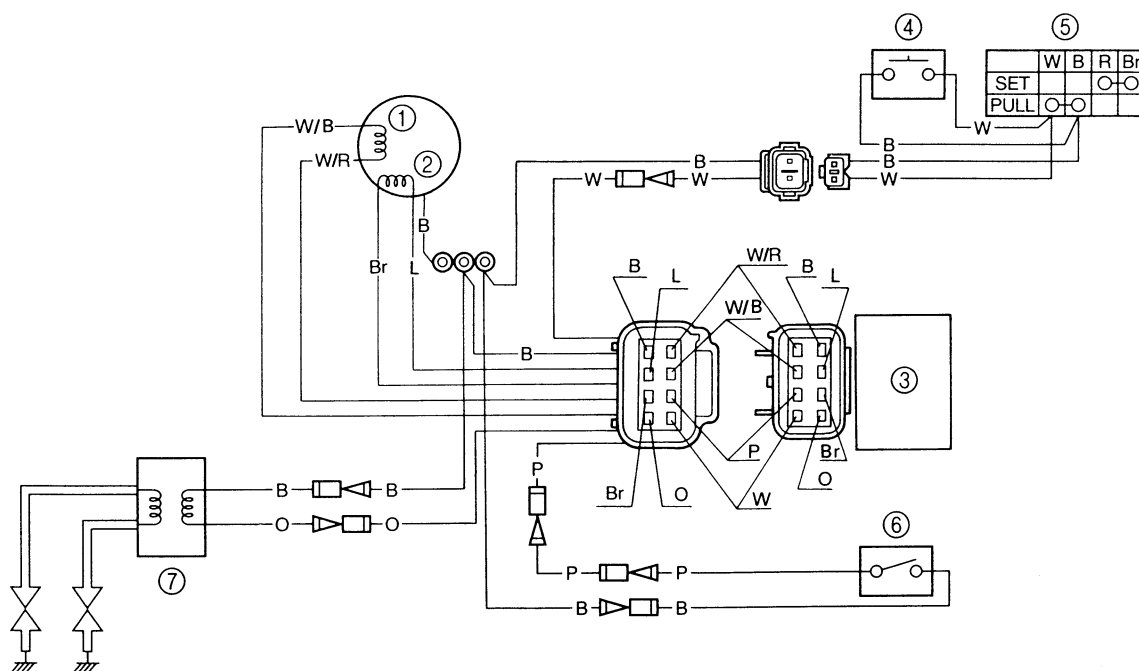 ④ ⑤
W B R Br
SET
PULL
W
B
① W/B
W/R
②
B B
W W W
B
Br L
B W/R B L
L
W/B
B
③
P
P Br
Br O W O
B B
O O
⑦
⑥
P P
B B